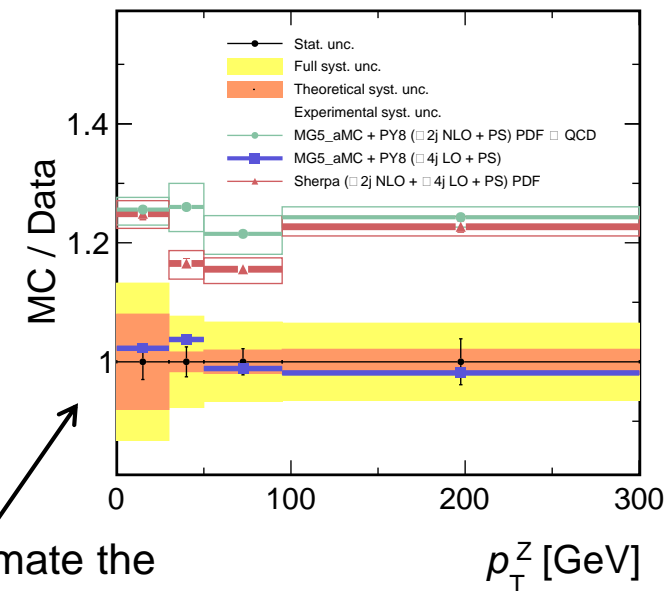 Stat. unc.
Full syst. unc.
Theoretical syst. unc.
Experimental syst. unc.
MG5_aMC + PY8 (□ 2j NLO + PS) PDF □ QCD
MG5_aMC + PY8 (□ 4j LO + PS)
Sherpa (□ 2j NLO + □ 4j LO + PS) PDF
1.4
1.2
1
MC / Data
0 100 200 300
p_T^Z [GeV]
mate the